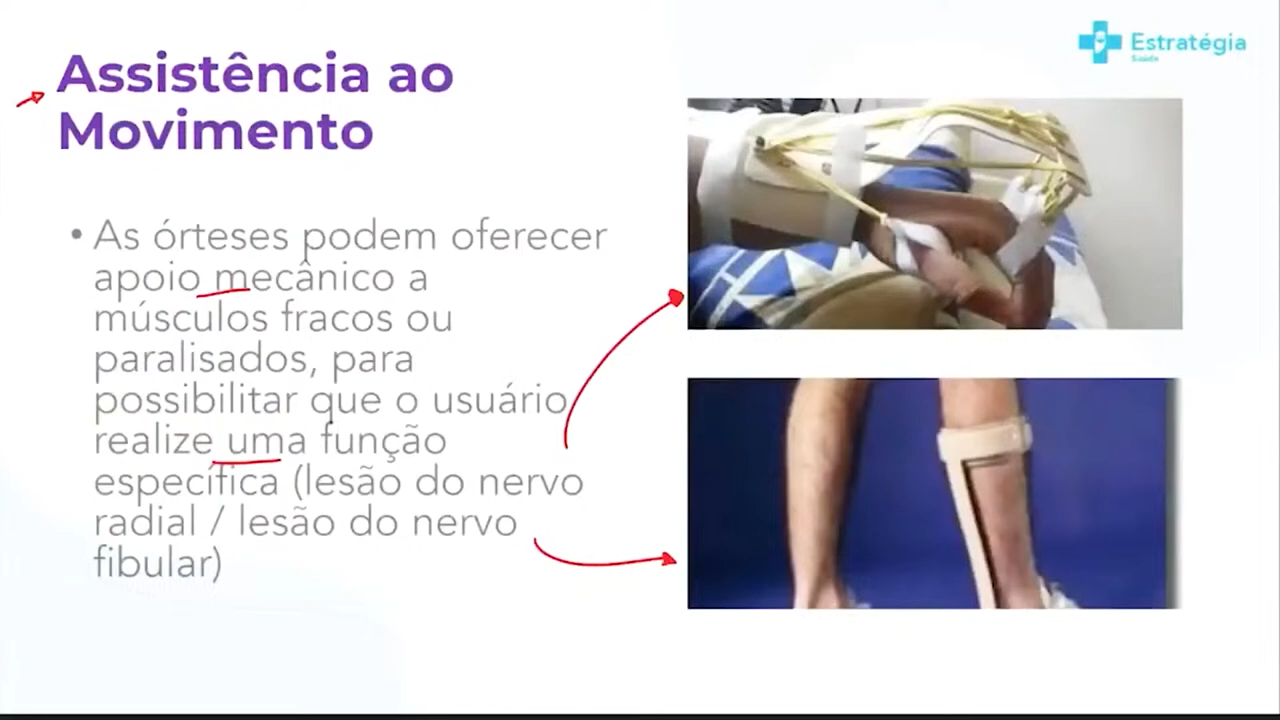 Estratégia
Saúde
Assistência ao
Movimento
• As órteses podem oferecer
apoio mecânico a
músculos fracos ou
paralisados, para
possibilitar que o usuário
realize uma função
específica (lesão do nervo
radial / lesão do nervo
fibular)